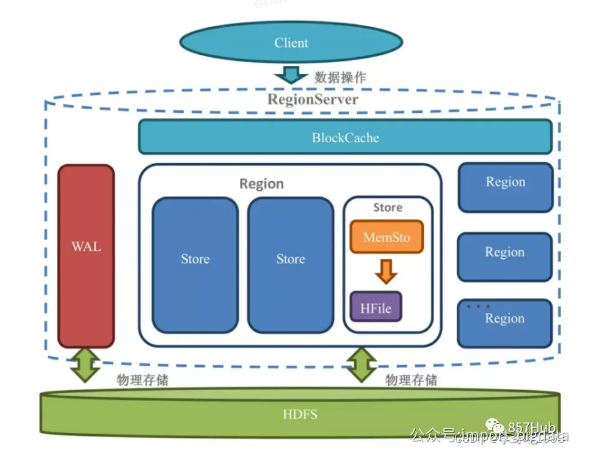 Client
数据操作
RegionServer
BlockCache
WAL
Region
Store
Store
Store
MemSto
HFile
Region
Region
Region
物理存储
物理存储
HDFS
857Hub
公众号:import_bigdata